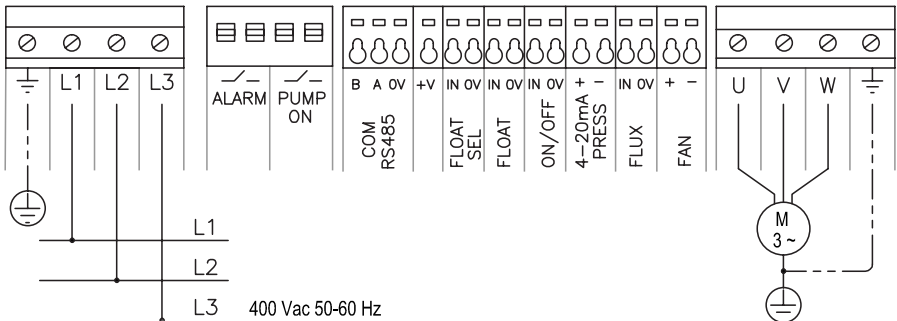 L1 L2 L3
ALARM PUMP ON
B A 0V +V IN 0V IN 0V IN 0V + - IN 0V + -
COM RS485
FLOAT SEL
FLOAT
ON/OFF
4-20mA PRESS
FLUX
FAN
U V W
M
3 ~
L1
L2
L3 400 Vac 50-60 Hz